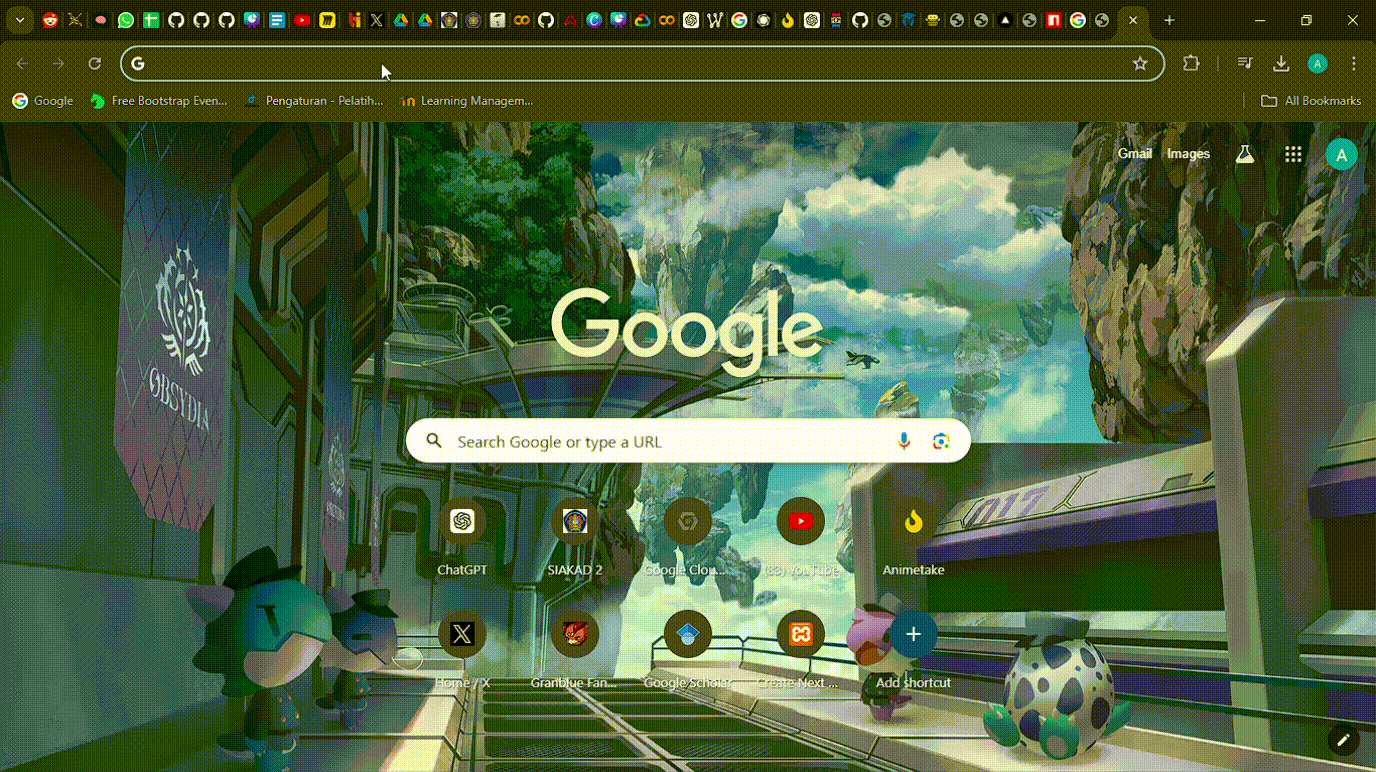 Google
Free Bootstrap Even...
Pengaturan - Pelatih...
Learning Managem...
All Bookmarks
Gmail
Images
A
OBSYDIA
Google
Search Google or type a URL
017
ChatGPT
SIAKAD 2
Google Clou...
(83) YouTube
Animetake
Home / X
Granblue Fan...
Google Scholar
Create Next ...
Add shortcut